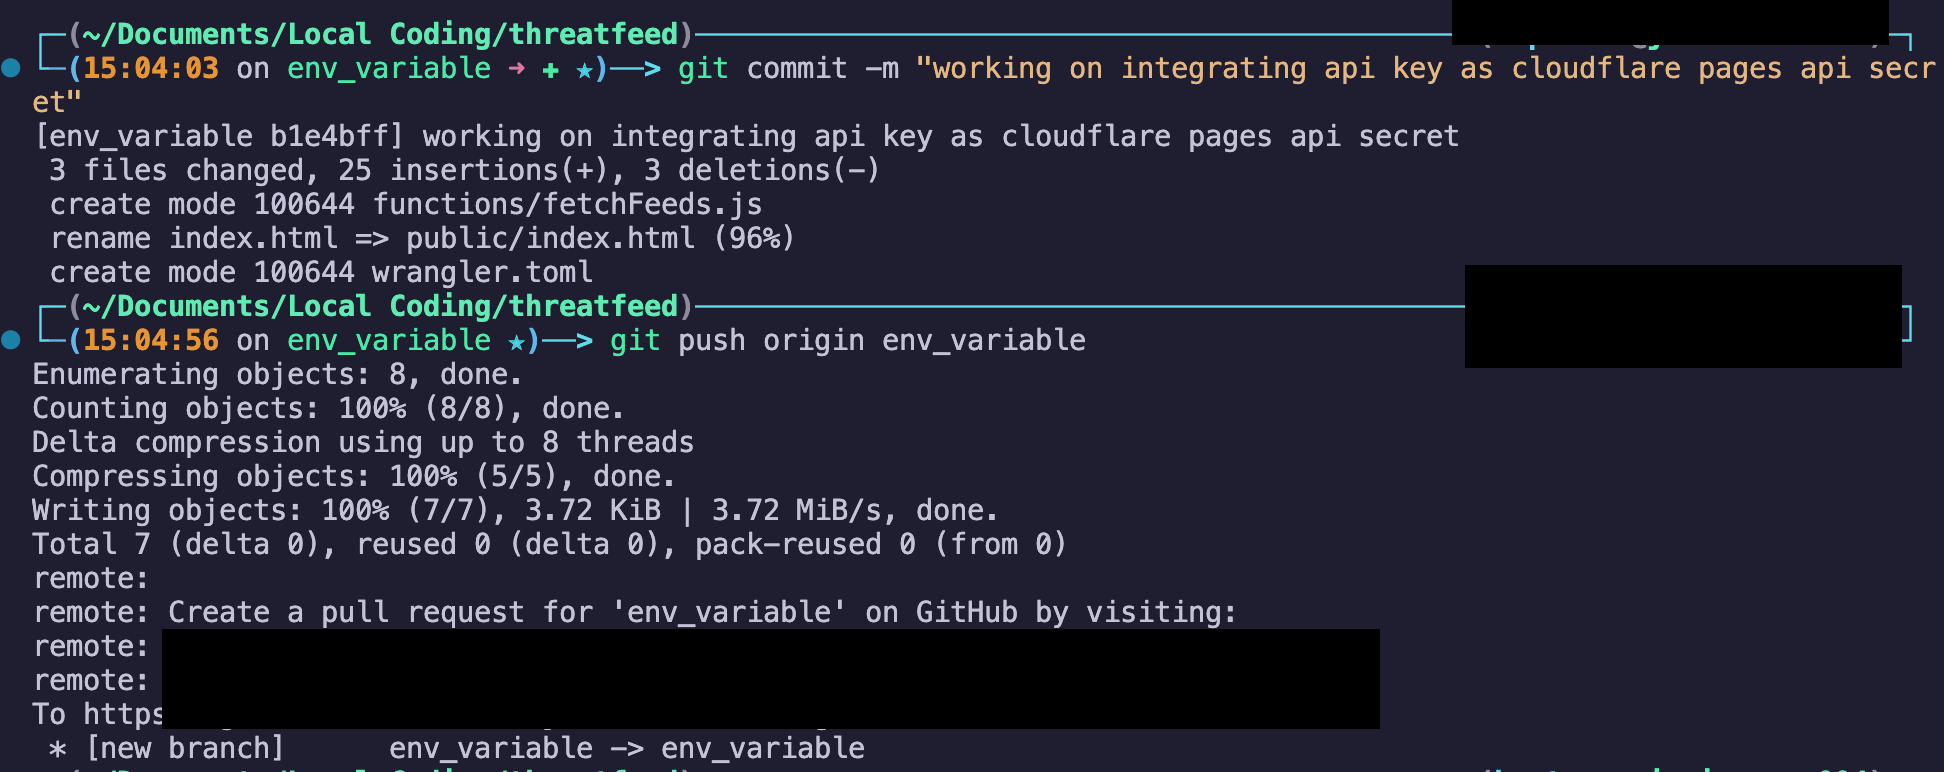 (~/Documents/Local Coding/threatfeed)
(15:04:03 on env_variable ➜ ✚ ★)──> git commit -m "working on integrating api key as cloudflare pages api secr
et"
[env_variable b1e4bff] working on integrating api key as cloudflare pages api secret
3 files changed, 25 insertions(+), 3 deletions(-)
create mode 100644 functions/fetchFeeds.js
rename index.html => public/index.html (96%)
create mode 100644 wrangler.toml
(~/Documents/Local Coding/threatfeed)
(15:04:56 on env_variable ★)──> git push origin env_variable
Enumerating objects: 8, done.
Counting objects: 100% (8/8), done.
Delta compression using up to 8 threads
Compressing objects: 100% (5/5), done.
Writing objects: 100% (7/7), 3.72 KiB | 3.72 MiB/s, done.
Total 7 (delta 0), reused 0 (delta 0), pack-reused 0 (from 0)
remote:
remote: Create a pull request for 'env_variable' on GitHub by visiting:
remote:
remote:
To https
* [new branch] env_variable -> env_variable